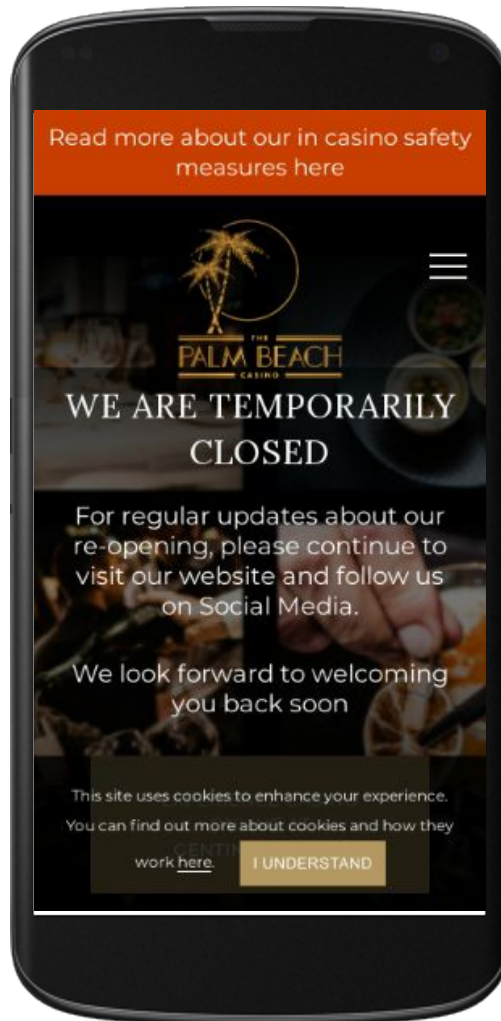 Read more about our in casino safety
measures here
THE
PALM BEACH
CASINO
WE ARE TEMPORARILY
CLOSED
For regular updates about our
re-opening, please continue to
visit our website and follow us
on Social Media.
We look forward to welcoming
you back soon
This site uses cookies to enhance your experience.
You can find out more about cookies and how they
work here.
I UNDERSTAND